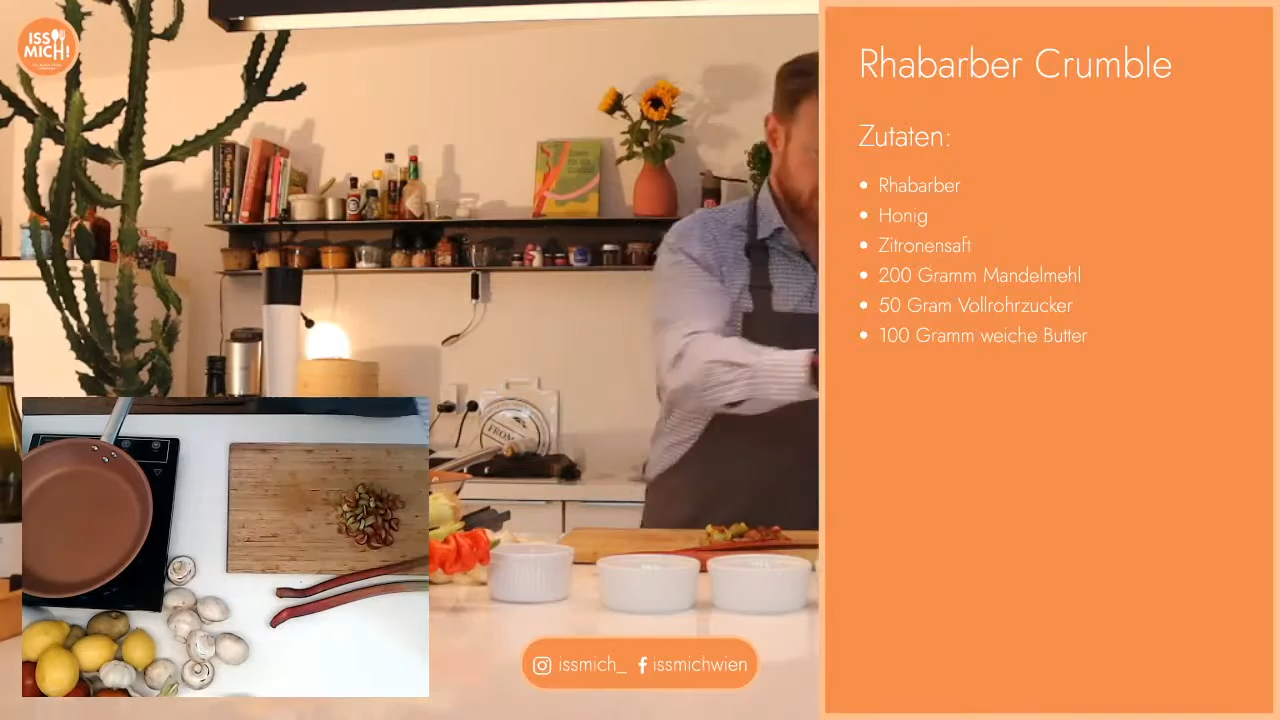 ISS
MICH!
Rhabarber Crumble
Zutaten:
Rhabarber
Honig
Zitronensaft
200 Gramm Mandelmehl
50 Gram Vollrohrzucker
100 Gramm weiche Butter
FROM
issmich_ issmichwien